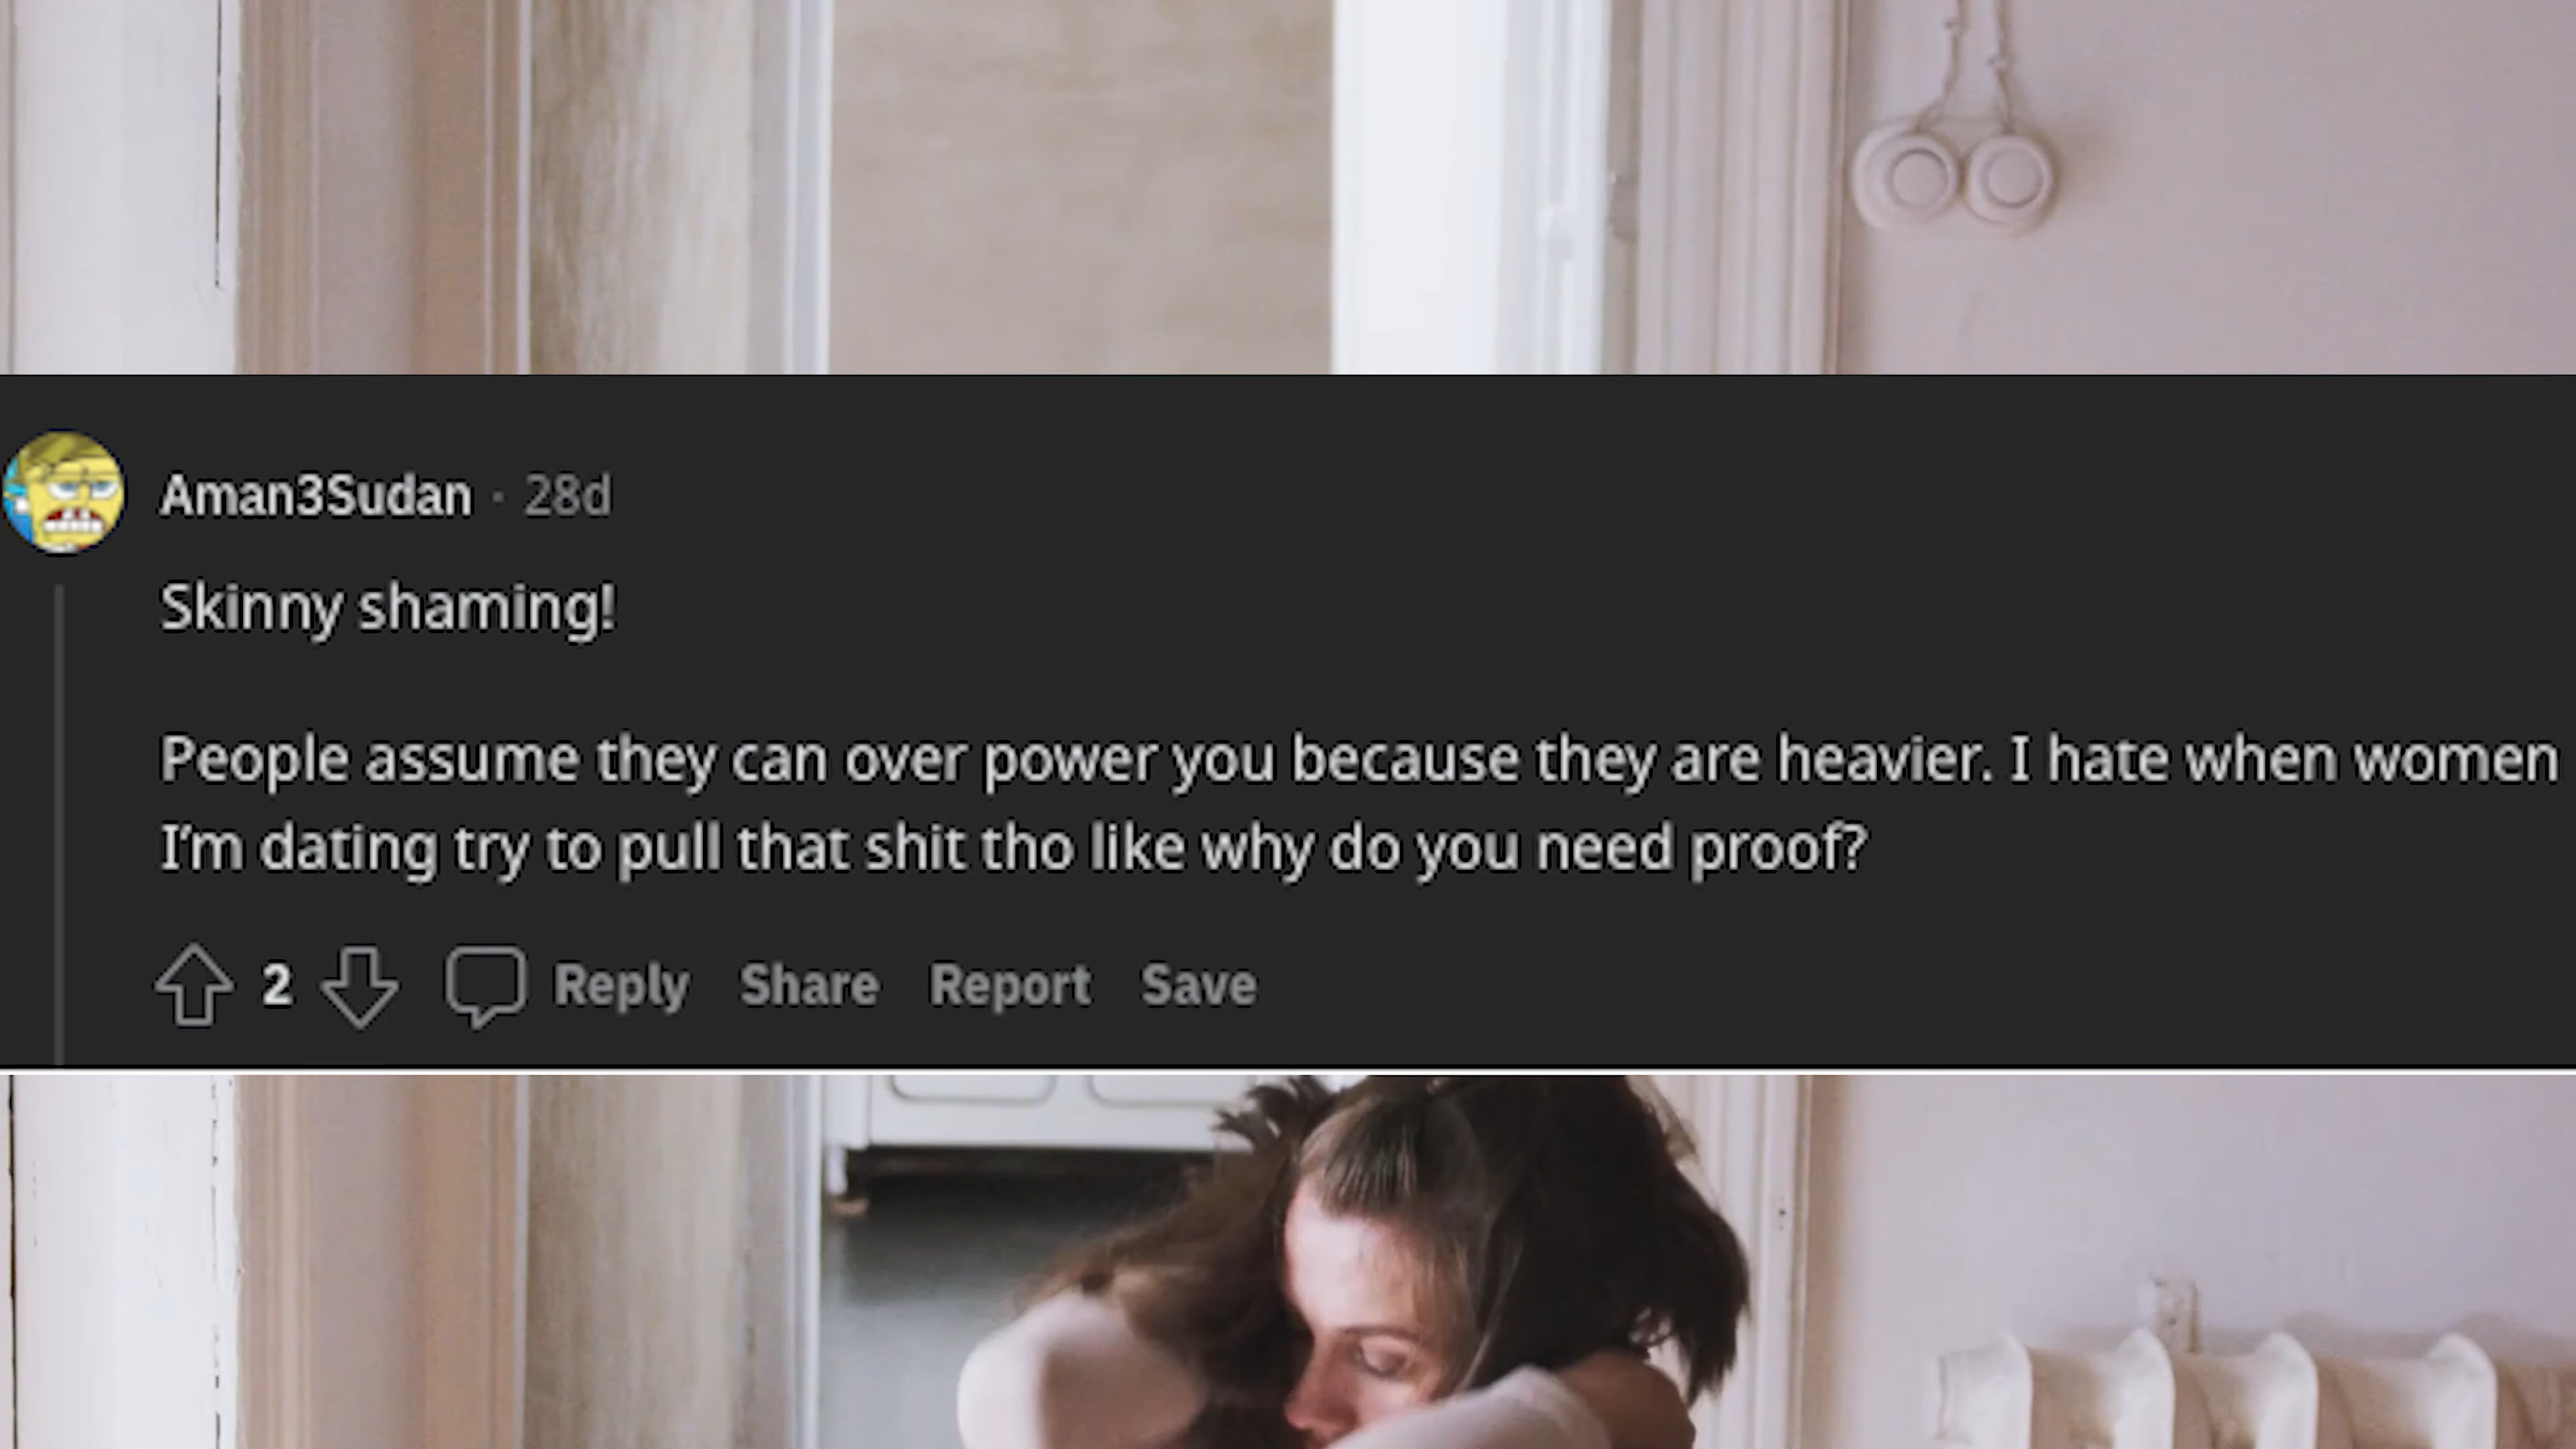 Aman3Sudan · 28d
Skinny shaming!
People assume they can over power you because they are heavier. I hate when women
I'm dating try to pull that shit tho like why do you need proof?
2 Reply Share Report Save